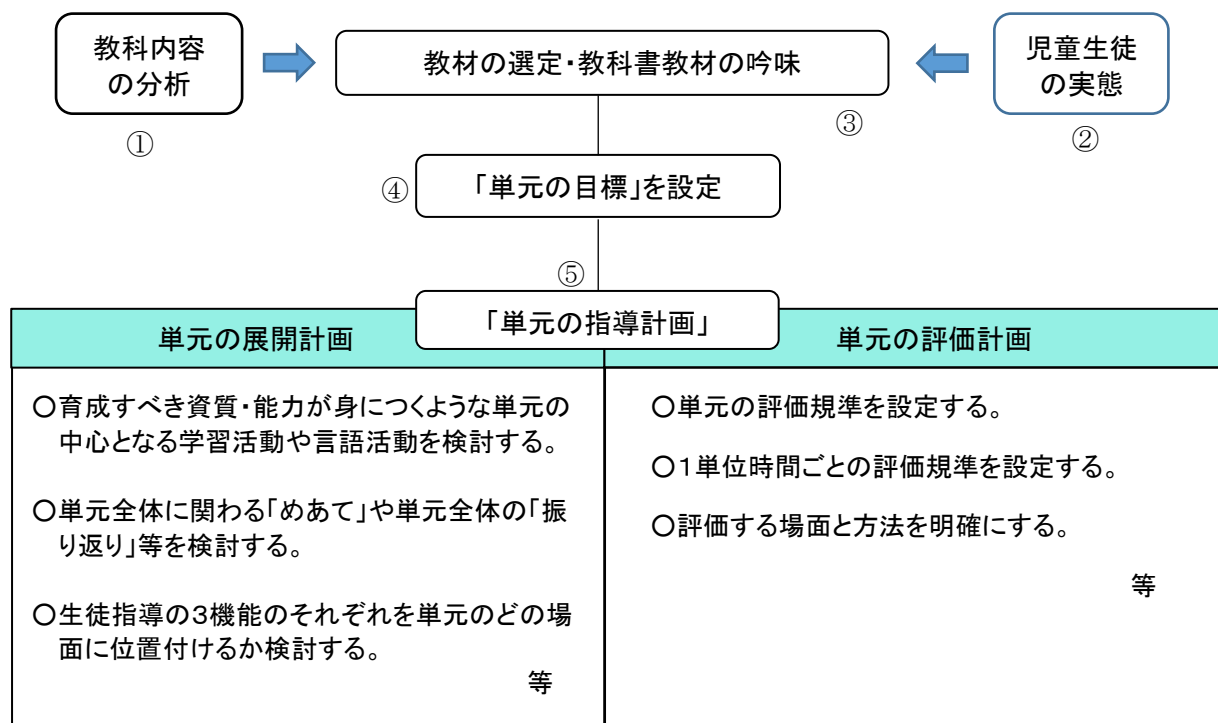 教科内容
の分析
①
教材の選定・教科書教材の吟味
③
児童生徒
の実態
②
④
「単元の目標」を設定
⑤
「単元の指導計画」
単元の展開計画
〇育成すべき資質・能力が身につくような単元の
中心となる学習活動や言語活動を検討する。
〇単元全体に関わる「めあて」や単元全体の「振
り返り」等を検討する。
〇生徒指導の3機能のそれぞれを単元のどの場
面に位置付けるか検討する。
等
単元の評価計画
〇単元の評価規準を設定する。
〇1単位時間ごとの評価規準を設定する。
〇評価する場面と方法を明確にする。
等